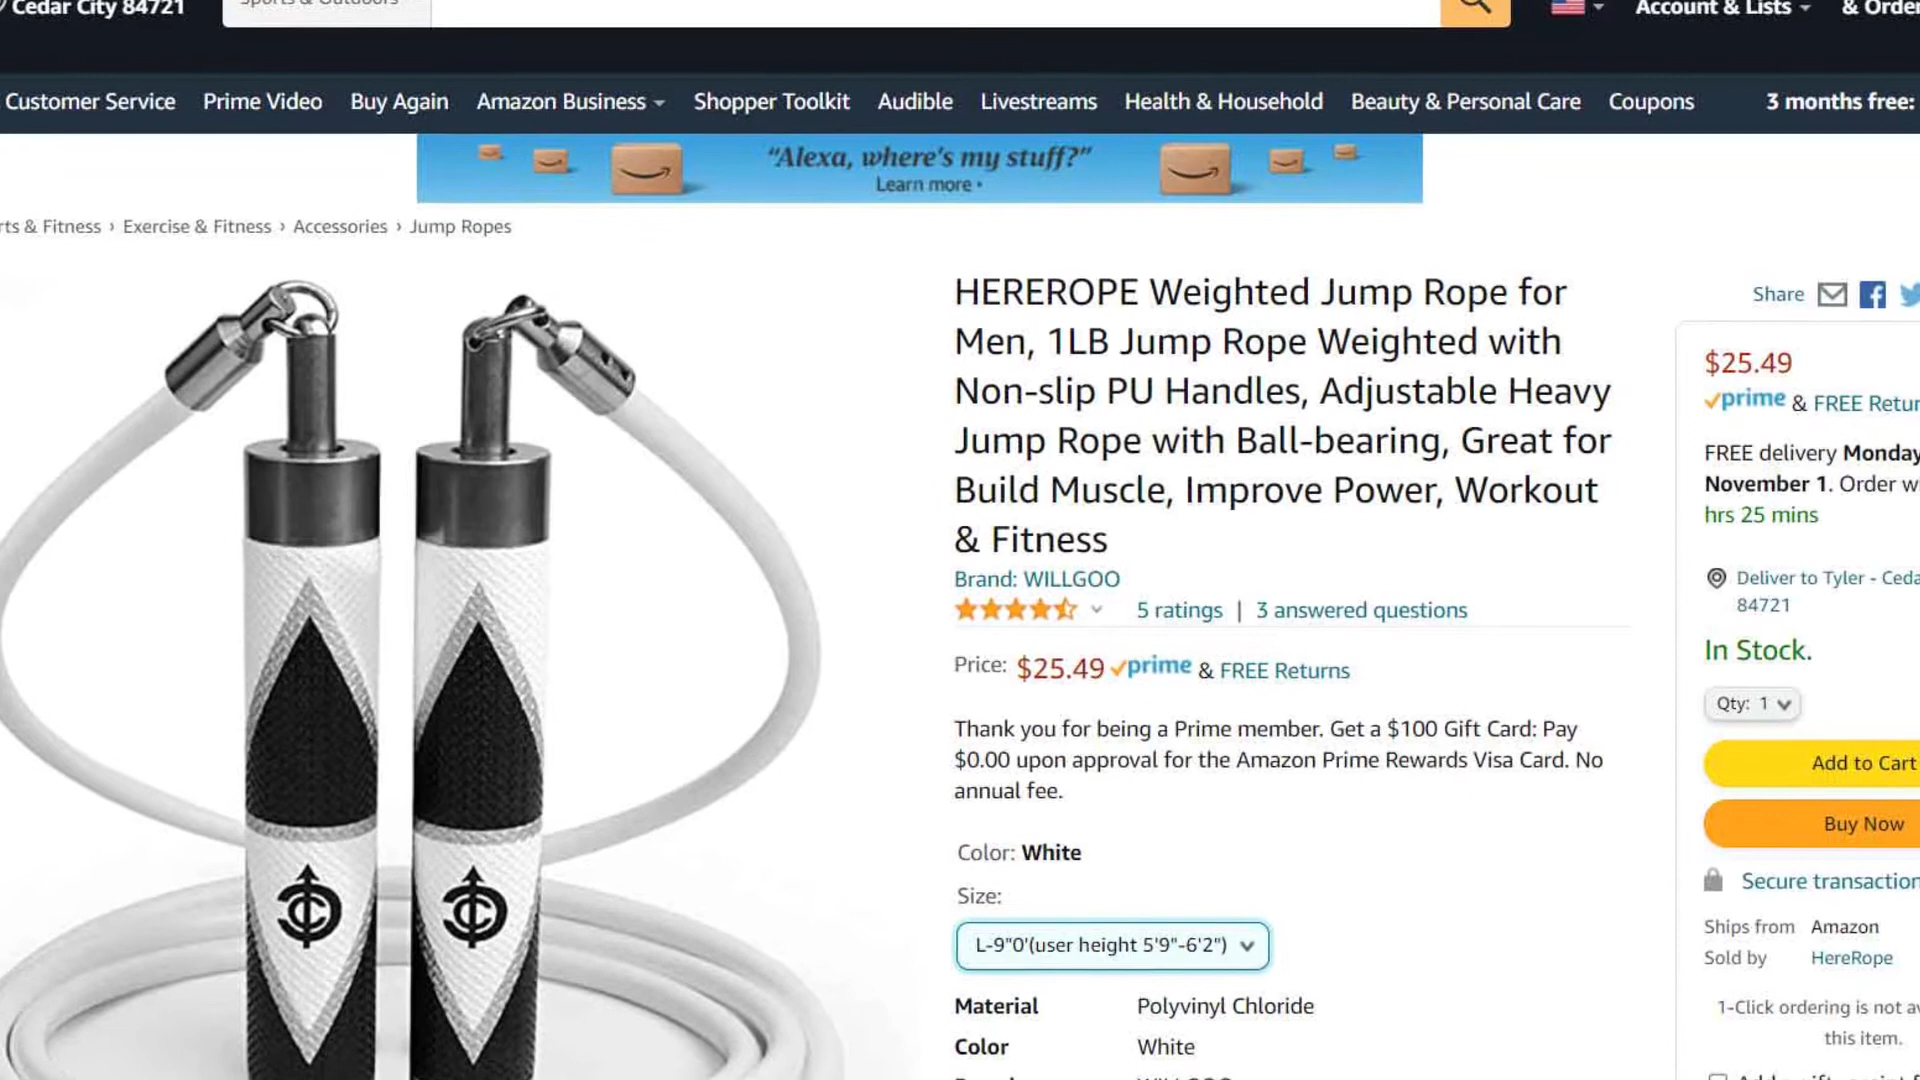 Cedar City 84721
Account & Lists
Customer Service Prime Video Buy Again Amazon Business Shopper Toolkit Audible Livestreams Health & Household Beauty & Personal Care Coupons 3 months free:
“Alexa, where's my stuff?”
Learn more
& Fitness › Exercise & Fitness › Accessories › Jump Ropes
HEREROPE Weighted Jump Rope for
Men, 1LB Jump Rope Weighted with
Non-slip PU Handles, Adjustable Heavy
Jump Rope with Ball-bearing, Great for
Build Muscle, Improve Power, Workout
& Fitness
Brand: WILLGOO
5 ratings | 3 answered questions
Price: $25.49 prime & FREE Returns
Thank you for being a Prime member. Get a $100 Gift Card: Pay
$0.00 upon approval for the Amazon Prime Rewards Visa Card. No
annual fee.
Color: White
Size:
L-9"0'(user height 5'9"-6'2")
Material Polyvinyl Chloride
Color White
Share
$25.49
prime & FREE
FREE delivery Monday
November 1. Order
hrs 25 mins
Deliver to Tyler -
84721
In Stock.
Qty: 1
Add to Cart
Buy Now
Secure transaction
Ships from Amazon
Sold by HereRope
1-Click ordering is not
this item.